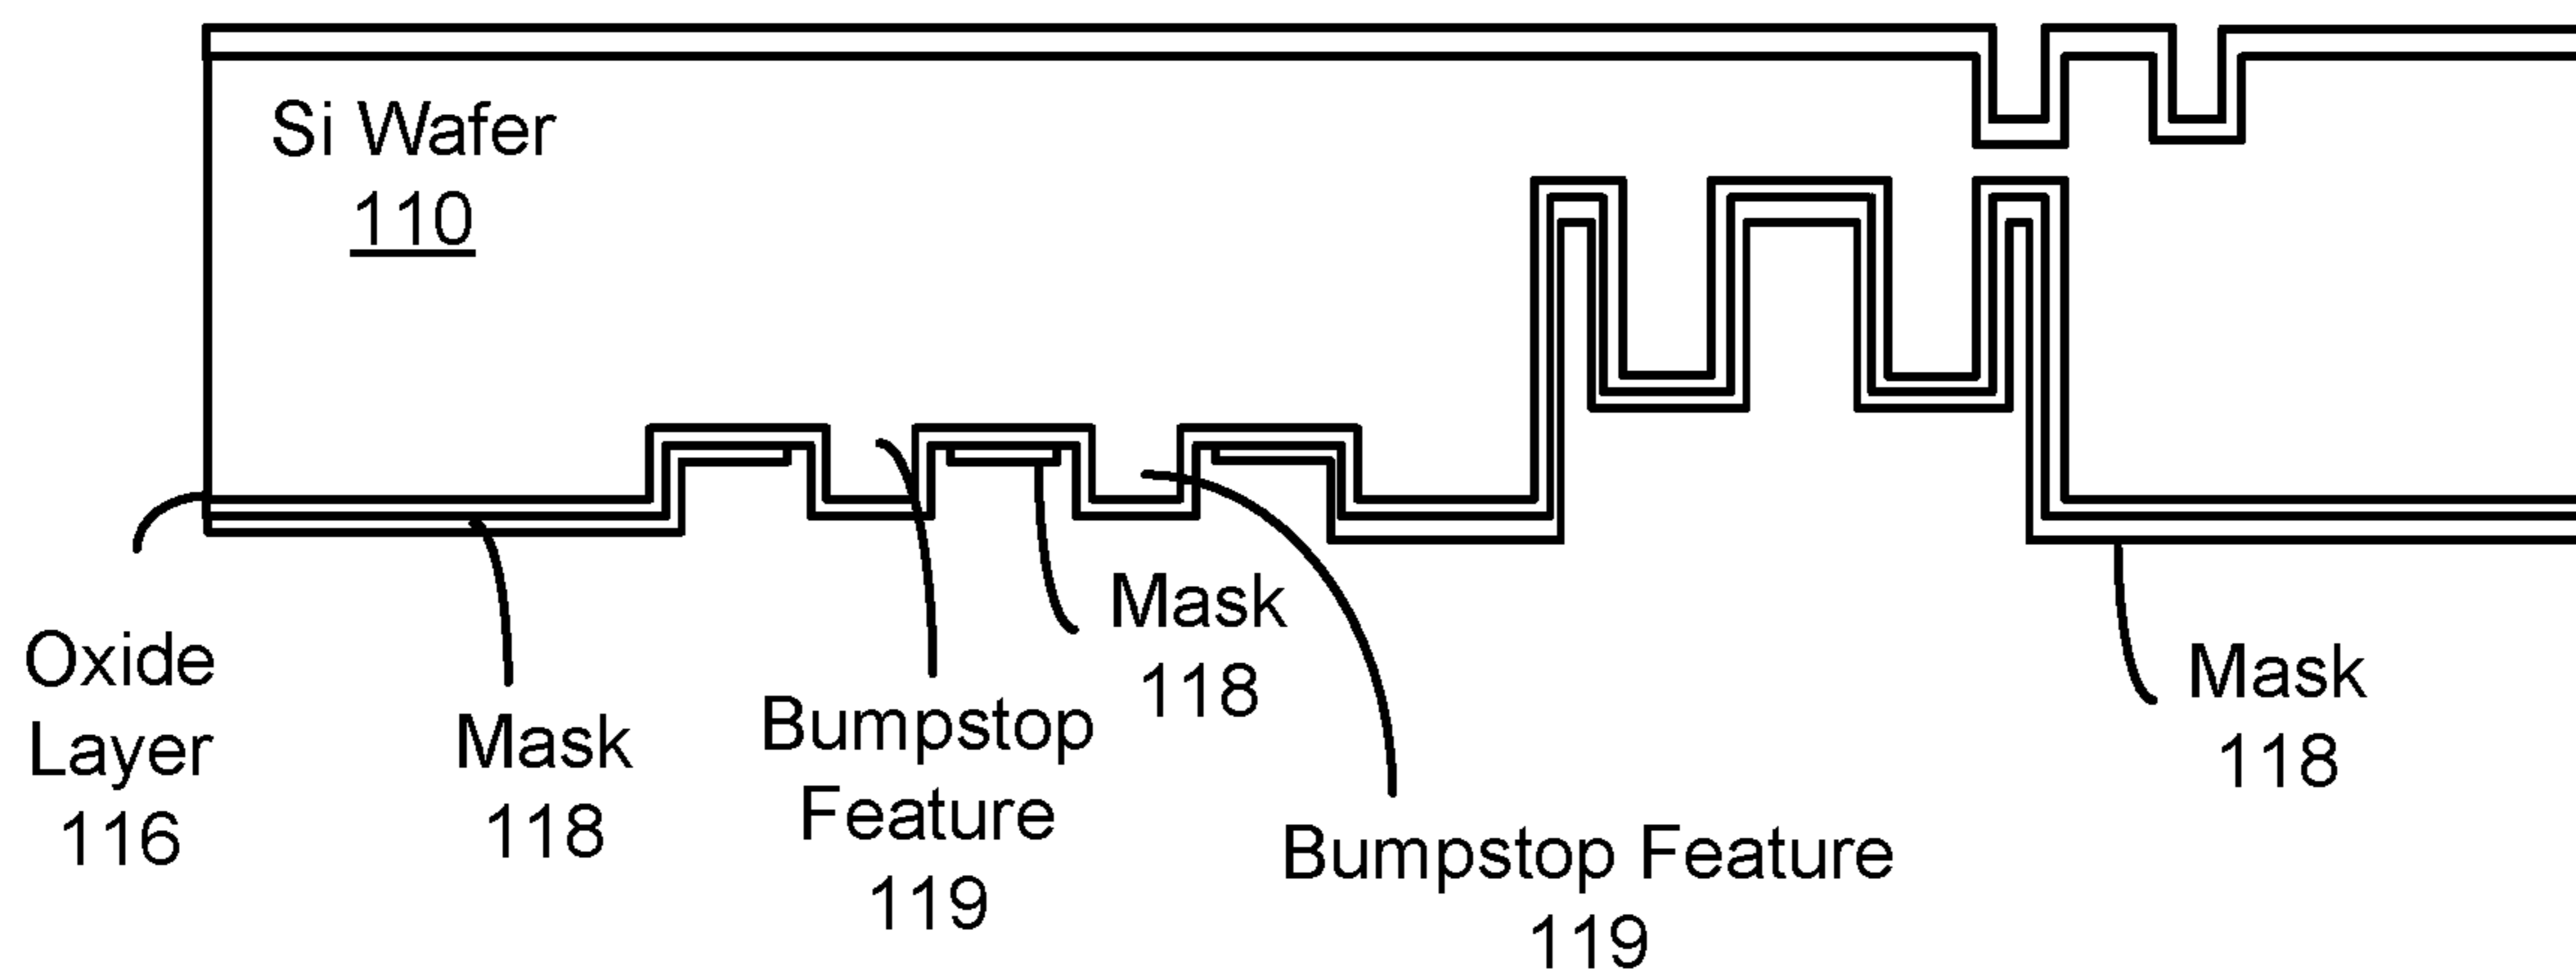 Si Wafer
110
Oxide
Layer
116
Mask
118
Bumpstop
Feature
119
Mask
118
Bumpstop Feature
119
Mask
118